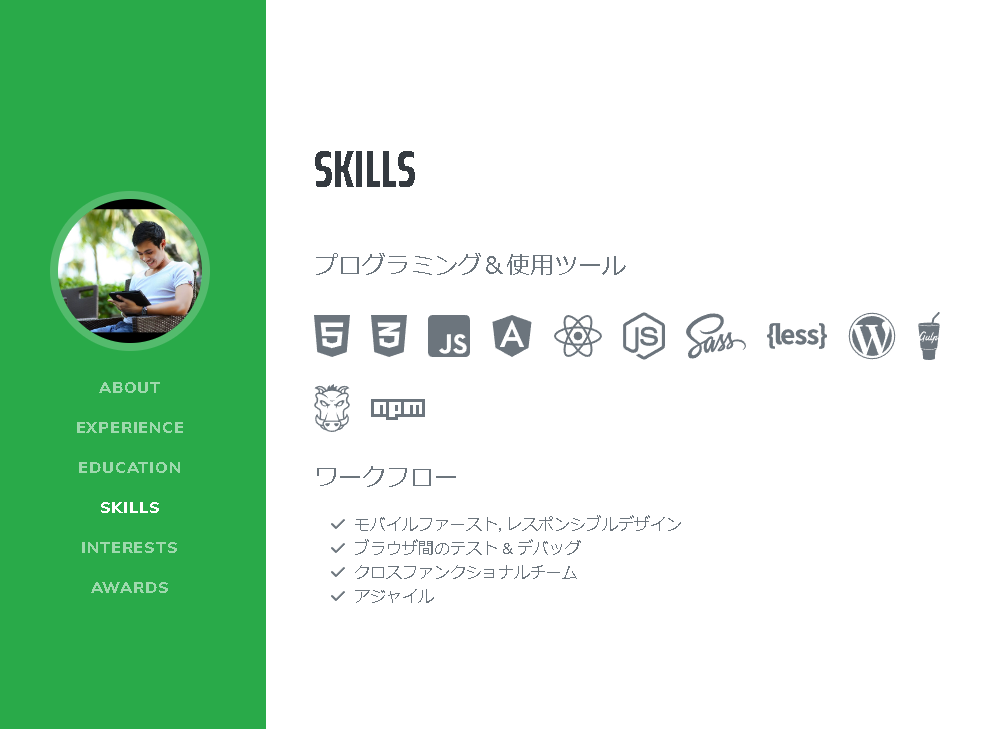 ABOUT
EXPERIENCE
EDUCATION
SKILLS
INTERESTS
AWARDS
SKILLS
プログラミング＆使用ツール
5 3 JS A JS Sass {less} W Gulp
npm
ワークフロー
モバイルファースト, レスポンシブルデザイン
ブラウザ間のテスト & デバッグ
クロスファンクショナルチーム
アジャイル